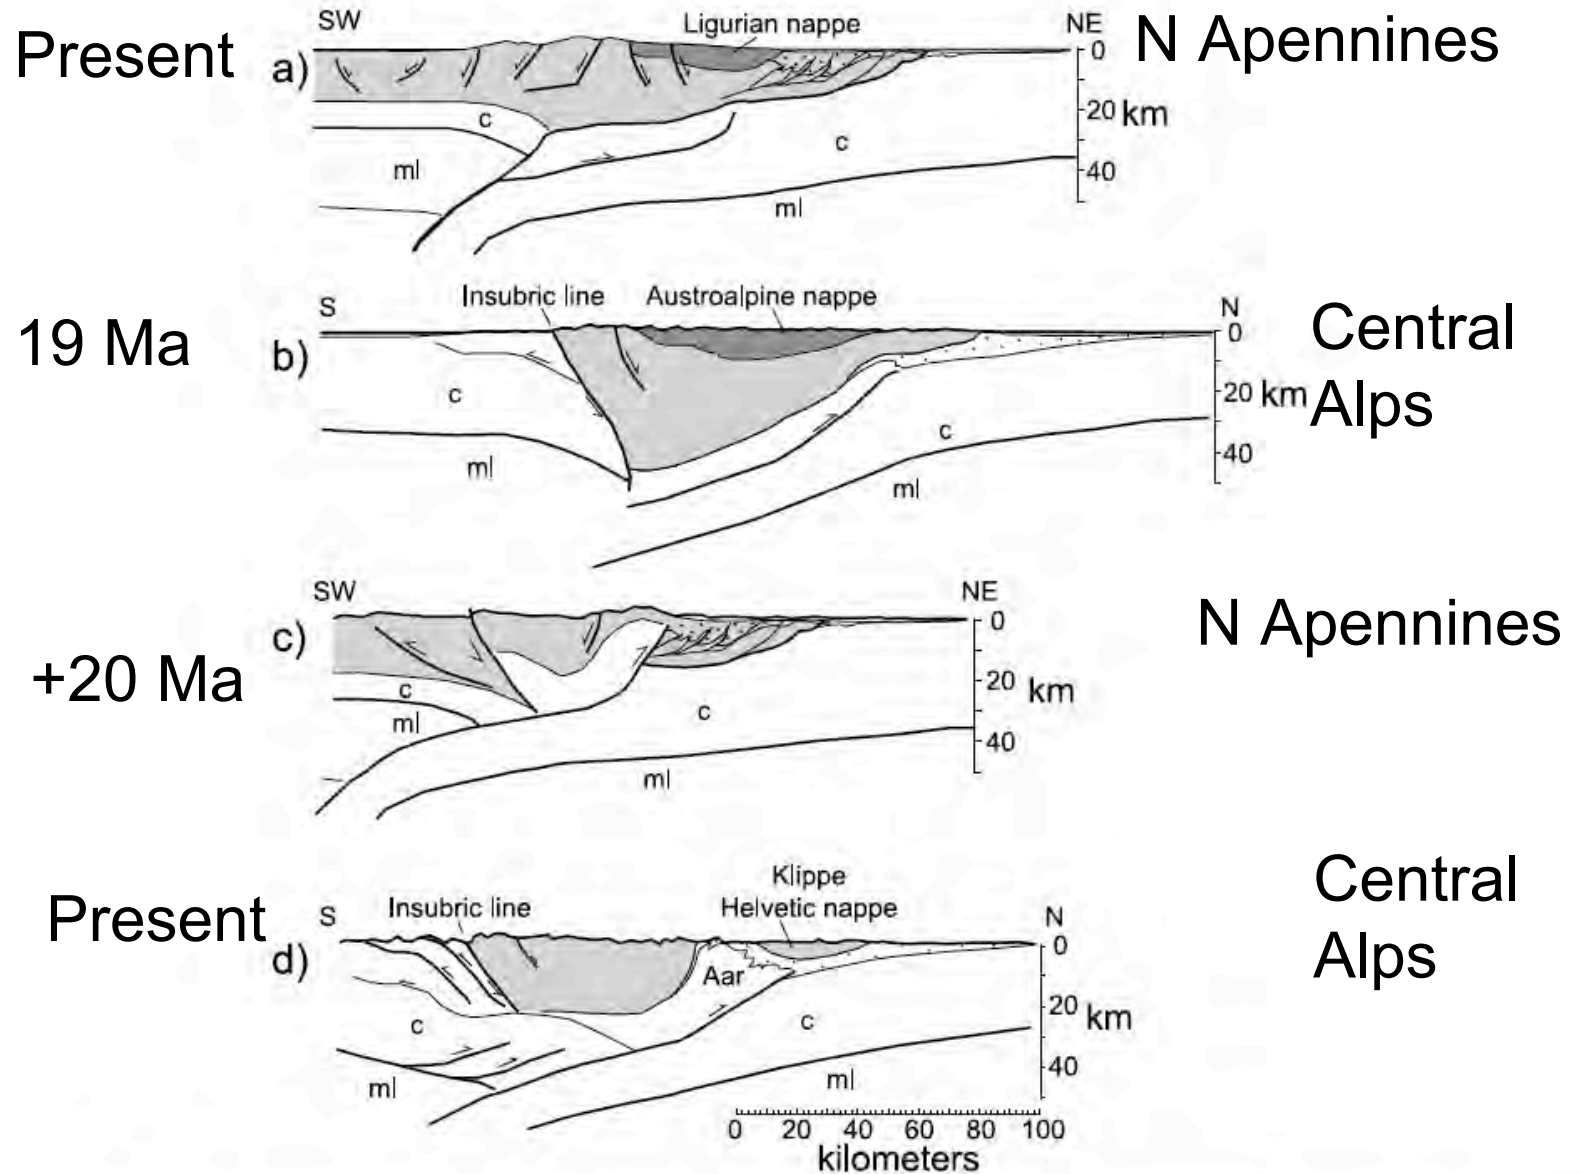 Present
a)
SW
Ligurian nappe
NE
N Apennines
0
20 km
40
c
ml
c
ml
19 Ma
b)
S
Insubric line
Austroalpine nappe
N
Central
Alps
0
20 km
40
c
ml
c
ml
+20 Ma
c)
SW
NE
N Apennines
0
20 km
40
c
ml
c
ml
Present
d)
S
Insubric line
Klippe
Helvetic nappe
N
Central
Alps
0
20 km
40
Aar
c
ml
c
ml
0 20 40 60 80 100
kilometers